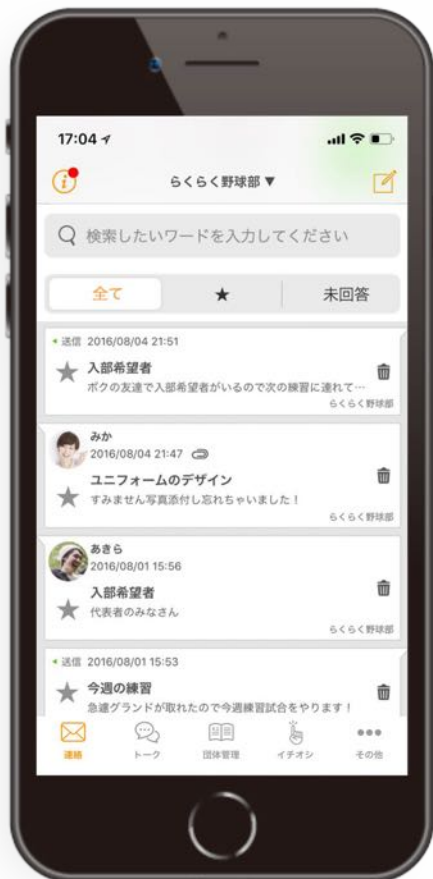 17:04
らくらく野球部 ▼
検索したいワードを入力してください
全て
★
未回答
送信 2016/08/04 21:51
入部希望者
ボクの友達で入部希望者がいるので次の練習に連れて…
らくらく野球部
みか
2016/08/04 21:47
ユニフォームのデザイン
すみません写真添付し忘れちゃいました！
らくらく野球部
あきら
2016/08/01 15:56
入部希望者
代表者のみなさん
らくらく野球部
送信 2016/08/01 15:53
今週の練習
急遽グランドが取れたので今週練習試合をやります！
連絡 トーク 団体管理 イチオシ その他